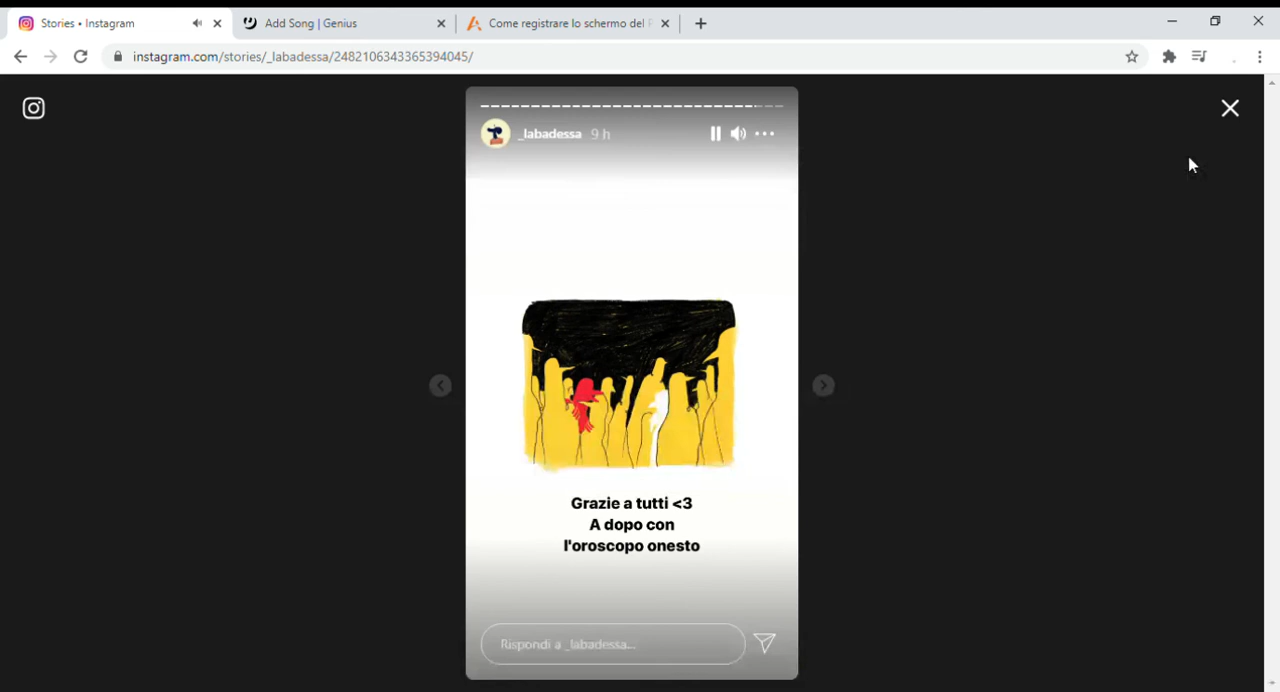 Stories • Instagram
Add Song | Genius
Come registrare lo schermo del
instagram.com/stories/_labadessa/2482106343365394045/
_labadessa 9 h
Grazie a tutti <3
A dopo con
l'oroscopo onesto
Rispondi a _labadessa...